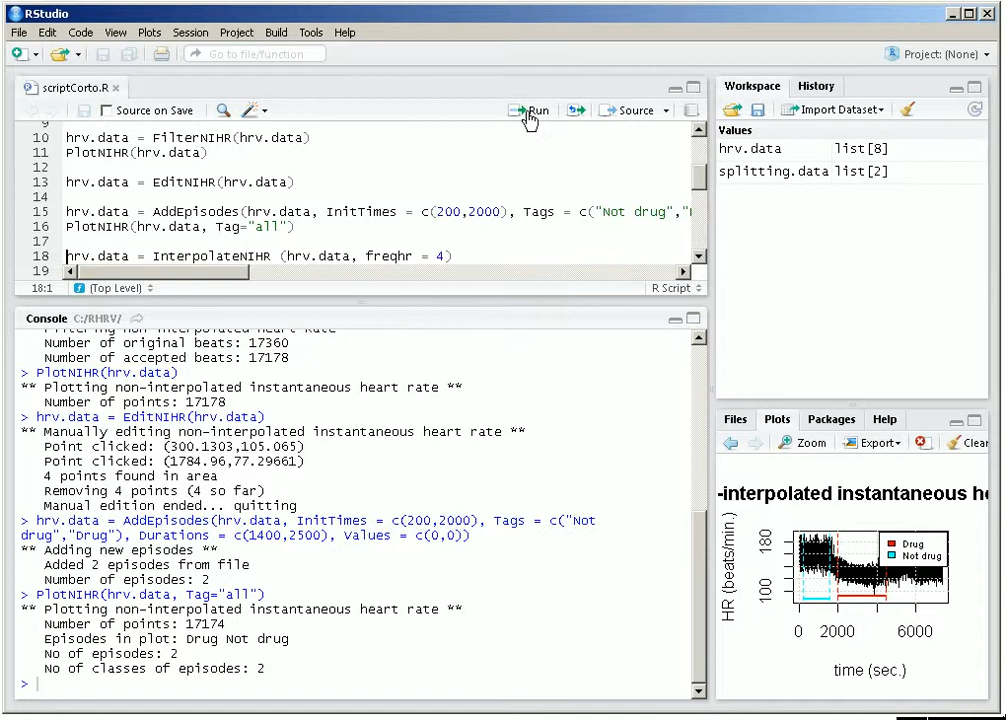 RStudio
File Edit Code View Plots Session Project Build Tools Help
Go to file/function
Project: (None)
scriptCorto.R
Source on Save
Run
Source
10 hrv.data = FilterNIHR(hrv.data)
11 PlotNIHR(hrv.data)
12
13 hrv.data = EditNIHR(hrv.data)
14
15 hrv.data = AddEpisodes(hrv.data, InitTimes = c(200,2000), Tags = c("Not drug","
16 PlotNIHR(hrv.data, Tag="all")
17
18 hrv.data = InterpolateNIHR (hrv.data, freqhr = 4)
19
18:1 (Top Level)
R Script
Console C:/RHRV/
Filtering non-interpolated Heart Rate
Number of original beats: 17360
Number of accepted beats: 17178
> PlotNIHR(hrv.data)
** Plotting non-interpolated instantaneous heart rate **
Number of points: 17178
> hrv.data = EditNIHR(hrv.data)
** Manually editing non-interpolated instantaneous heart rate **
Point clicked: (300.1303,105.065)
Point clicked: (1784.96,77.29661)
4 points found in area
Removing 4 points (4 so far)
Manual edition ended... quitting
> hrv.data = AddEpisodes(hrv.data, InitTimes = c(200,2000), Tags = c("Not
drug","Drug"), Durations = c(1400,2500), Values = c(0,0))
** Adding new episodes **
Added 2 episodes from file
Number of episodes: 2
> PlotNIHR(hrv.data, Tag="all")
** Plotting non-interpolated instantaneous heart rate **
Number of points: 17174
Episodes in plot: Drug Not drug
No of episodes: 2
No of classes of episodes: 2
>
Workspace History
Import Dataset
Values
hrv.data list[8]
splitting.data list[2]
Files Plots Packages Help
Zoom Export Clear
-interpolated instantaneous he
HR (beats/min.)
180
100
Drug
Not drug
0 2000 6000
time (sec.)